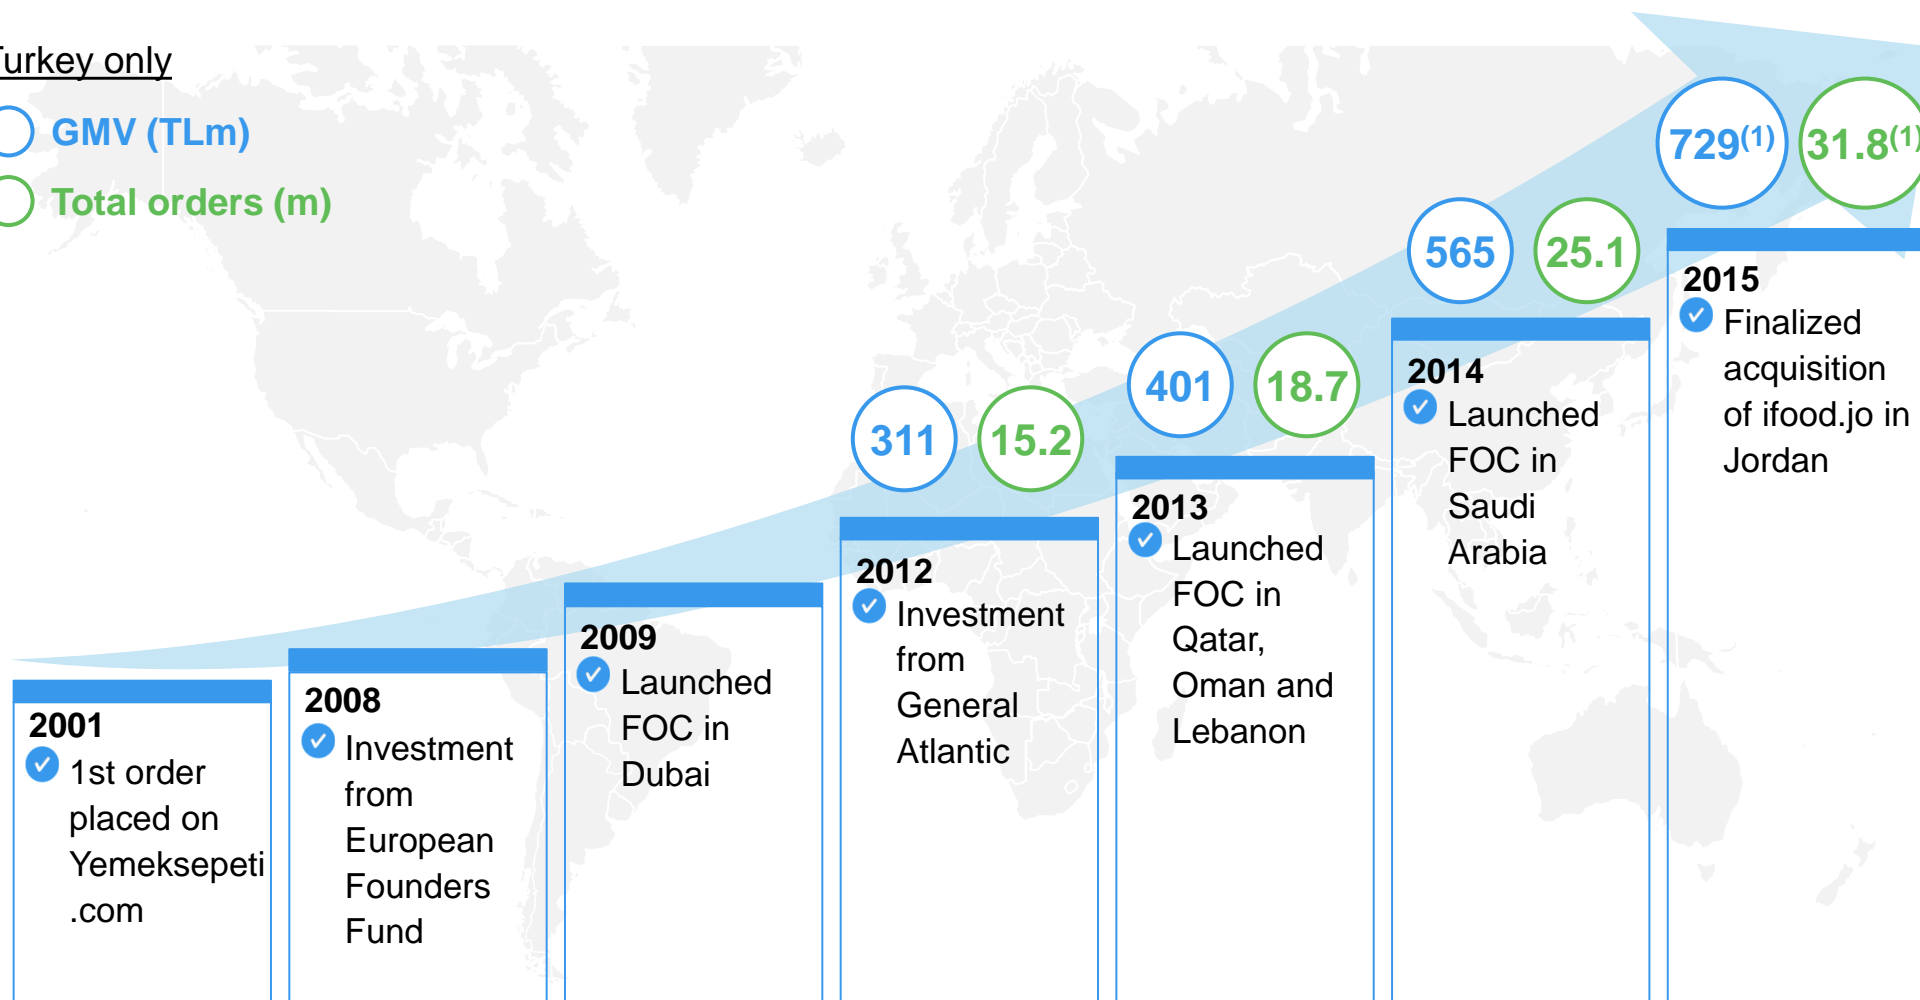 Turkey only
GMV (TLm)
Total orders (m)
729(1)
31.8(1)
565
25.1
401
18.7
311
15.2
2001
1st order
placed on
Yemeksepeti
.com
2008
Investment
from
European
Founders
Fund
2009
Launched
FOC in
Dubai
2012
Investment
from
General
Atlantic
2013
Launched
FOC in
Qatar,
Oman and
Lebanon
2014
Launched
FOC in
Saudi
Arabia
2015
Finalized
acquisition
of ifood.jo in
Jordan